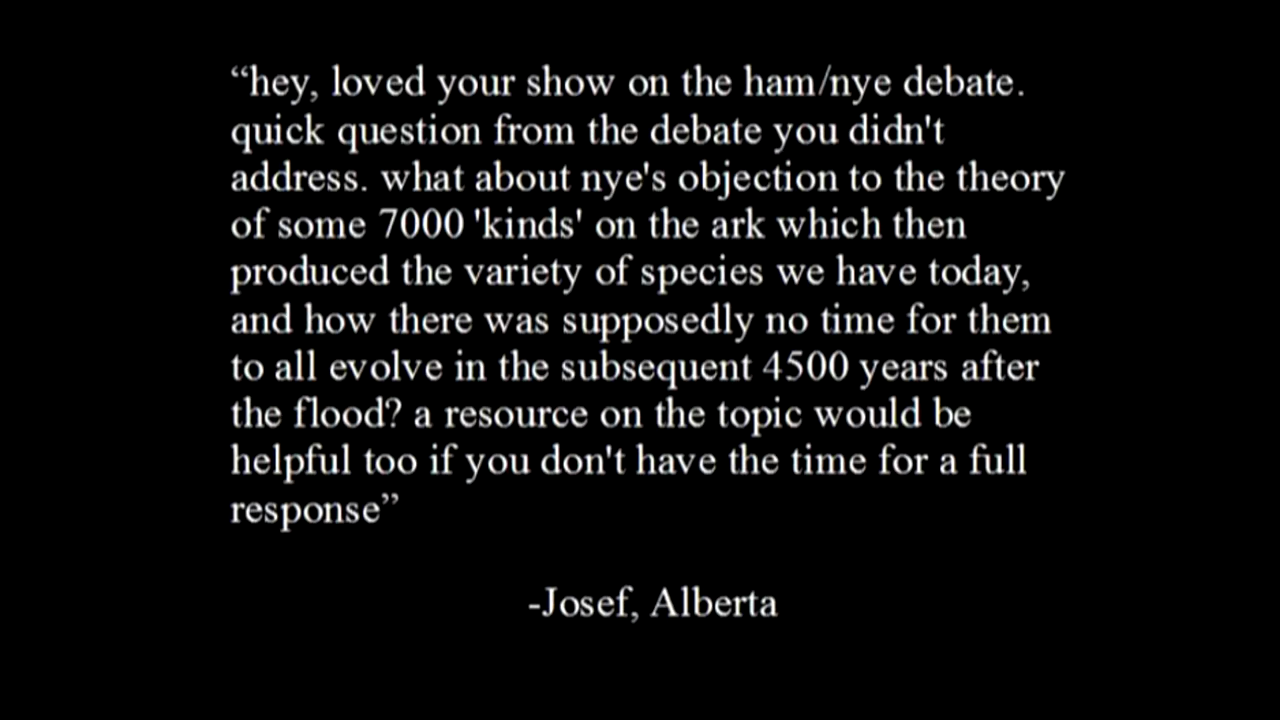 “hey, loved your show on the ham/nye debate.
quick question from the debate you didn't
address. what about nye's objection to the theory
of some 7000 'kinds' on the ark which then
produced the variety of species we have today,
and how there was supposedly no time for them
to all evolve in the subsequent 4500 years after
the flood? a resource on the topic would be
helpful too if you don't have the time for a full
response”
-Josef, Alberta